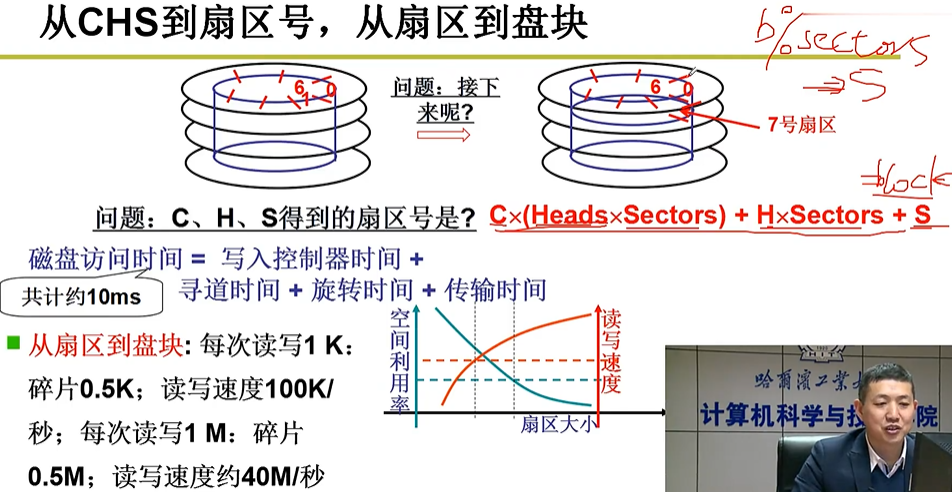 从CHS到扇区号，从扇区到盘块
b%sectors
⇒S
6 0
7
问题：接下
来呢?
6 0
7号扇区
⇒block
问题：C、H、S得到的扇区号是? C×(Heads×Sectors) + H×Sectors + S
磁盘访问时间 = 写入控制器时间 +
寻道时间 + 旋转时间 + 传输时间
共计约10ms
从扇区到盘块: 每次读写1 K：
碎片0.5K；读写速度100K/
秒；每次读写1 M：碎片
0.5M；读写速度约40M/秒
空间利用率
读写速度
扇区大小
哈尔滨工业
计算机科学与技 院